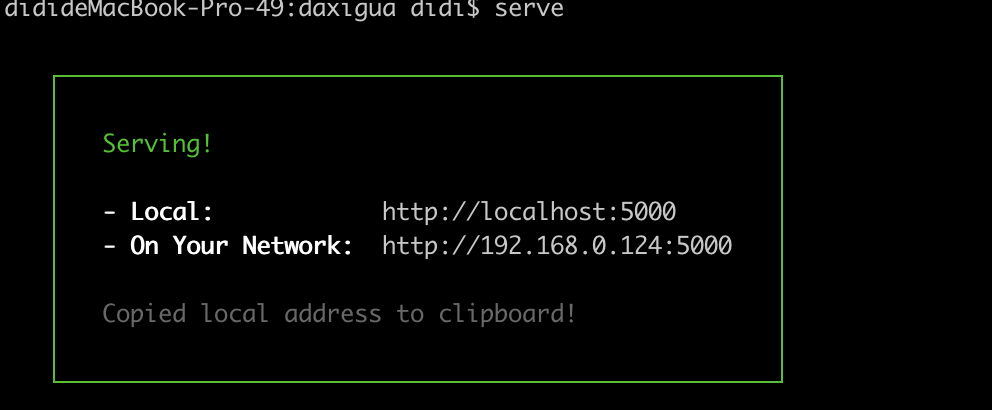 didideMacBook-Pro-49:daxigua didi$ serve
Serving!
- Local: http://localhost:5000
- On Your Network: http://192.168.0.124:5000
Copied local address to clipboard!